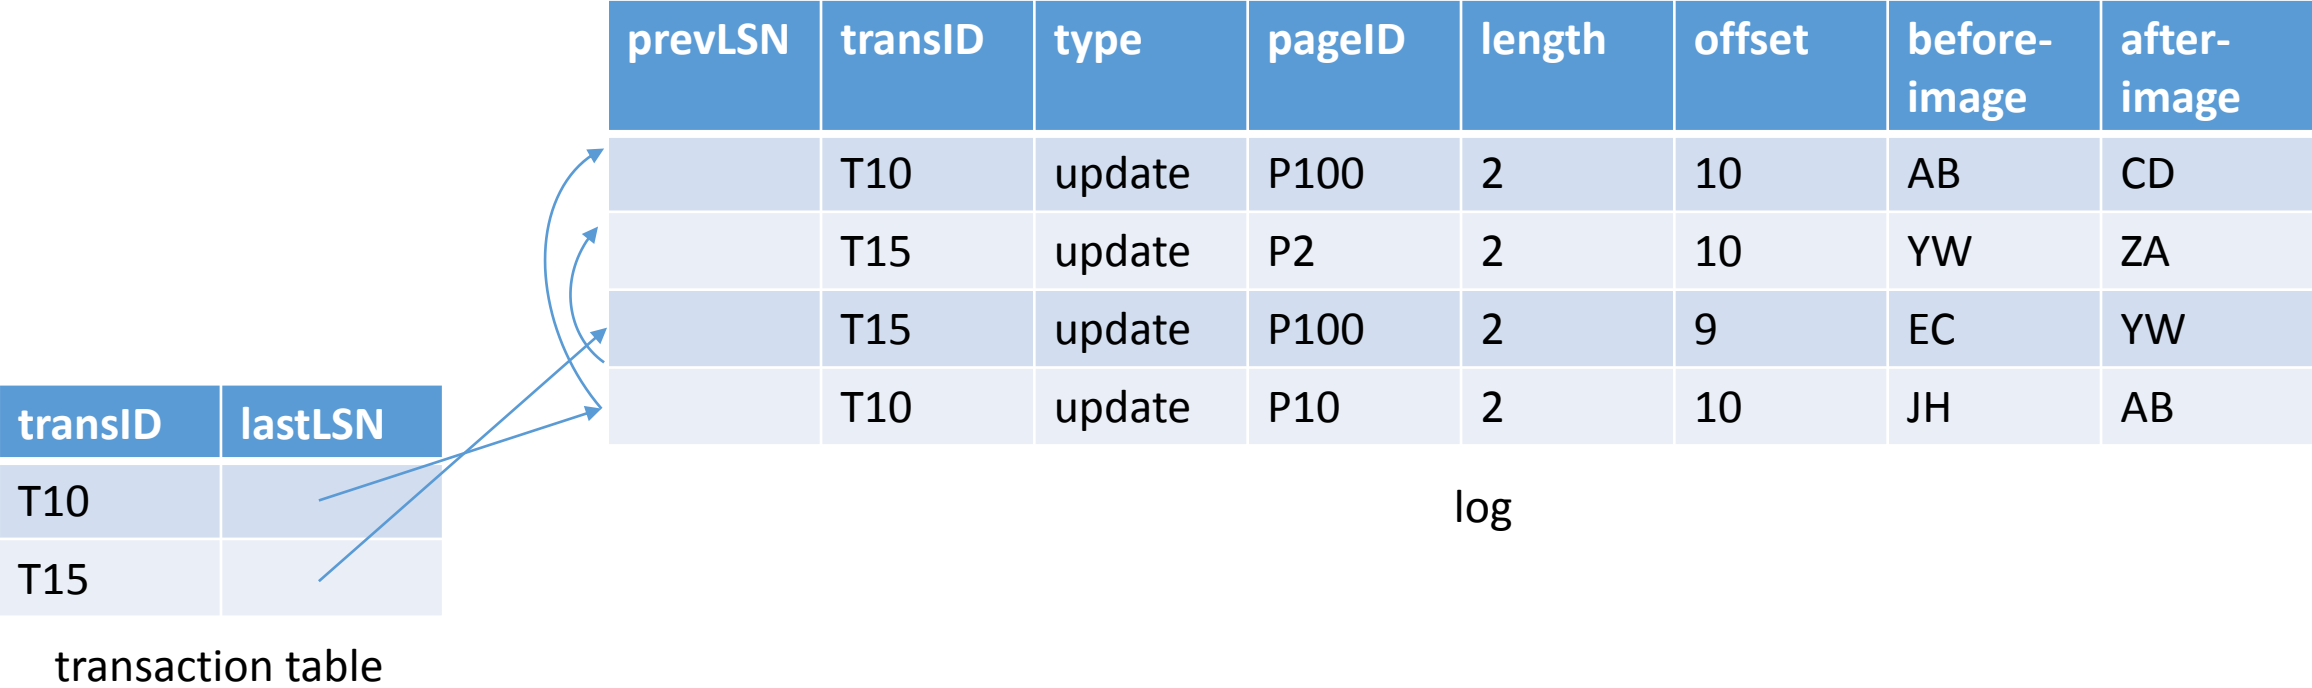 prevLSN transID type pageID length offset before-image after-image
T10 update P100 2 10 AB CD
T15 update P2 2 10 YW ZA
T15 update P100 2 9 EC YW
T10 update P10 2 10 JH AB
log
transID lastLSN
T10
T15
transaction table